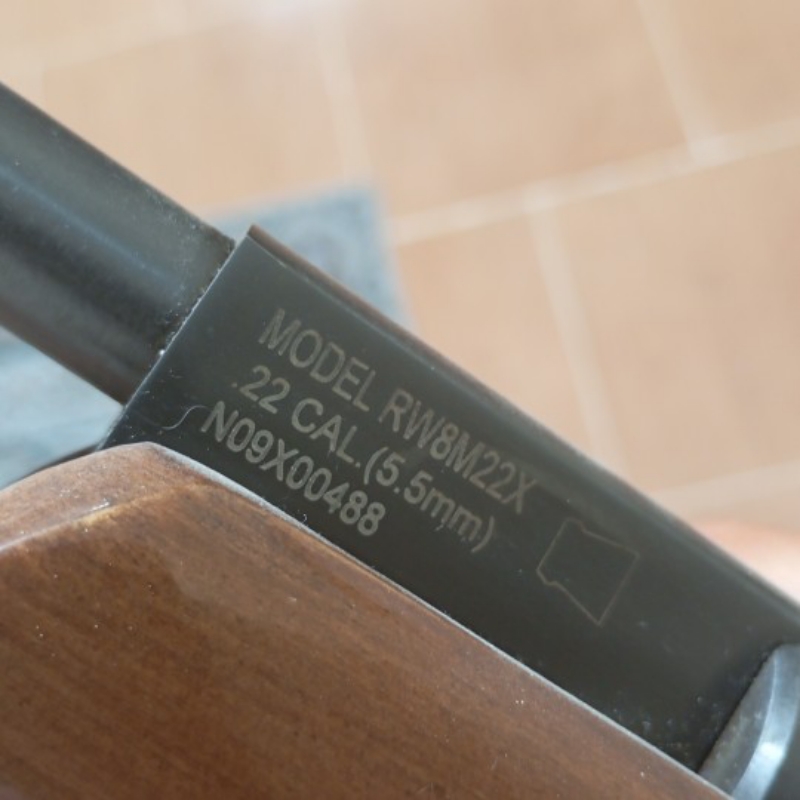 MODEL RW8M22X
.22 CAL.(5.5mm)
N09X00488